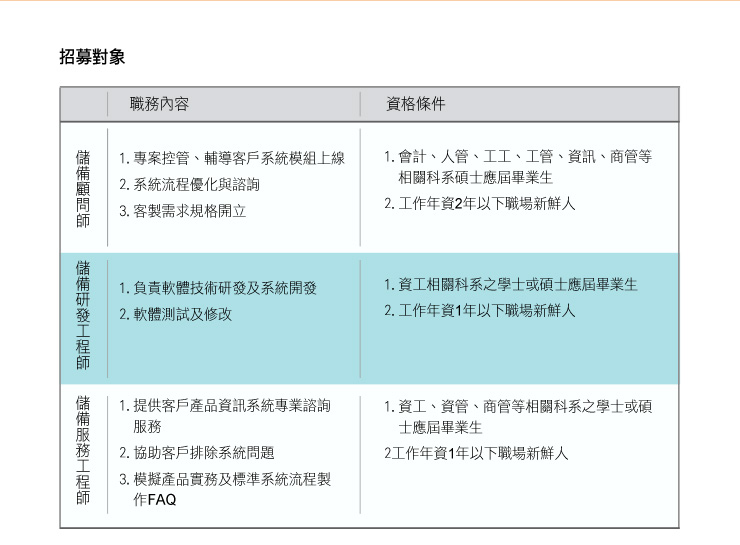 招募對象
職務內容
資格條件
儲備顧問師
1. 專案控管、輔導客戶系統模組上線
2. 系統流程優化與諮詢
3. 客製需求規格開立
1. 會計、人管、工工、工管、資訊、商管等
相關科系碩士應屆畢業生
2. 工作年資2年以下職場新鮮人
儲備研發工程師
1. 負責軟體技術研發及系統開發
2. 軟體測試及修改
1. 資工相關科系之學士或碩士應屆畢業生
2. 工作年資1年以下職場新鮮人
儲備服務工程師
1. 提供客戶產品資訊系統專業諮詢
服務
2. 協助客戶排除系統問題
3. 模擬產品實務及標準系統流程製
作FAQ
1. 資工、資管、商管等相關科系之學士或碩
士應屆畢業生
2工作年資1年以下職場新鮮人